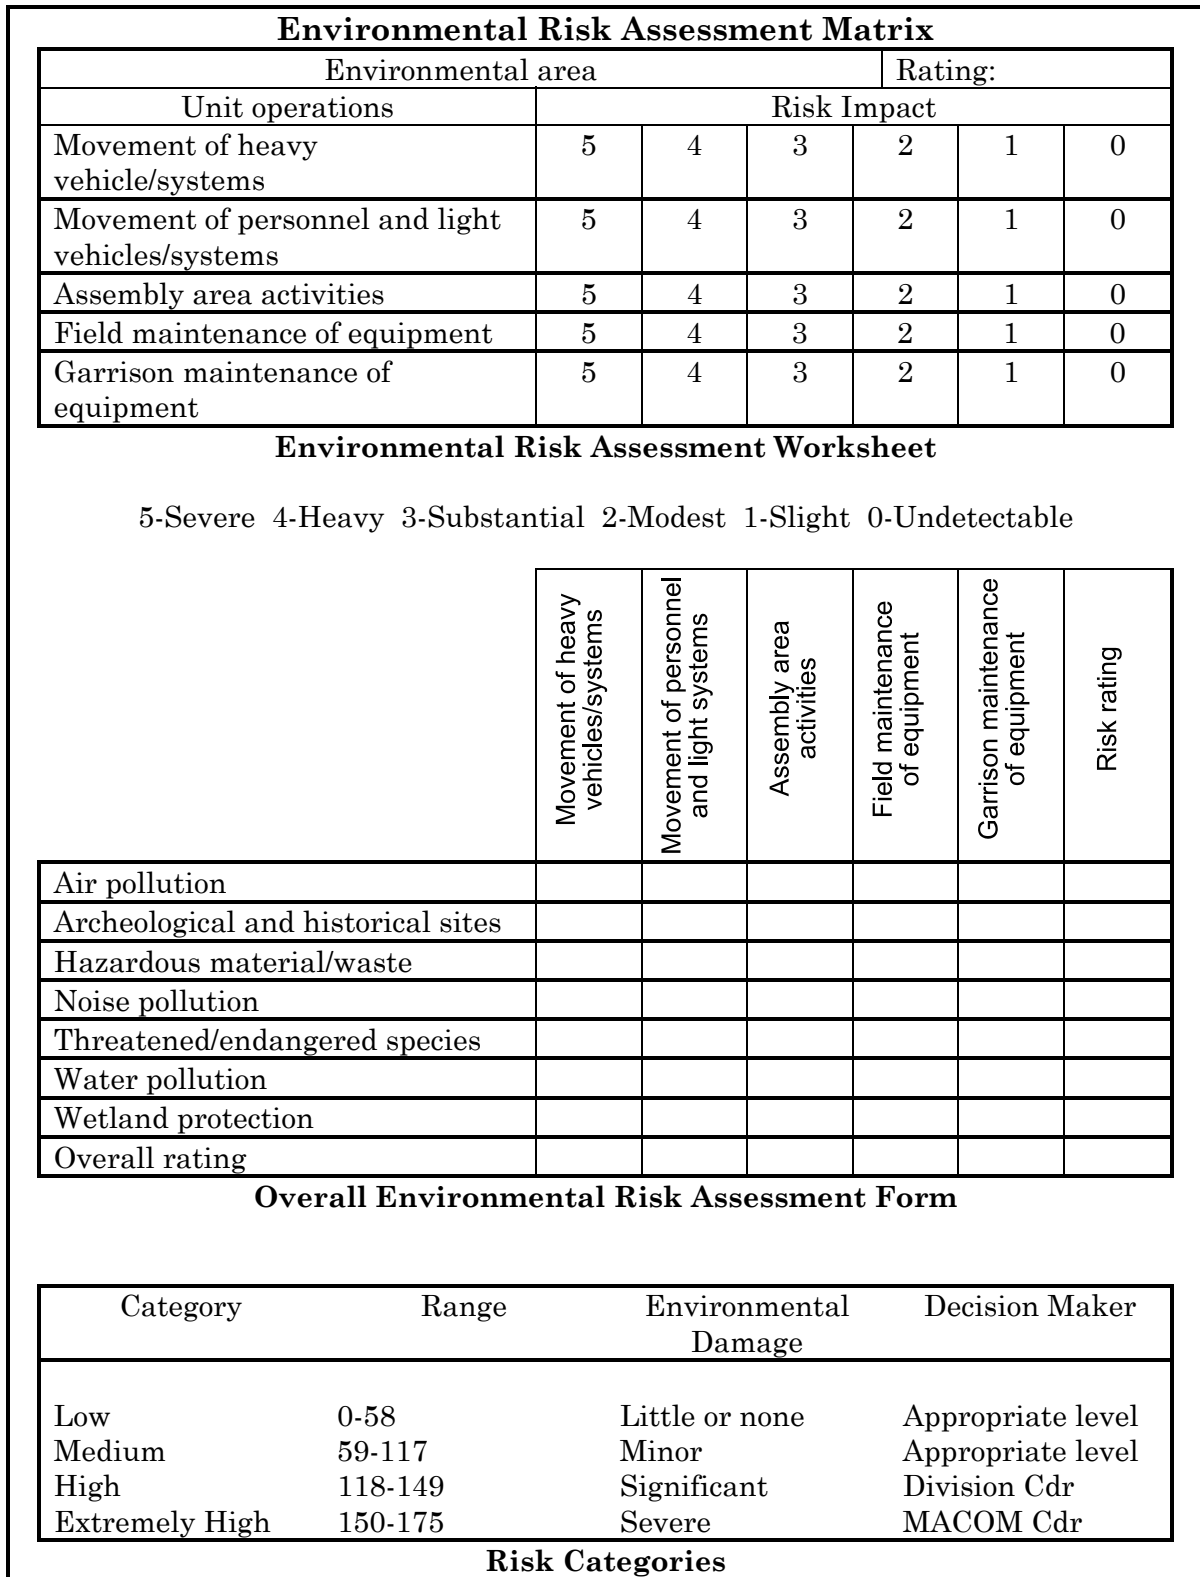 Environmental Risk Assessment Matrix
Environmental area Rating:
Unit operations Risk Impact
Movement of heavy 5 4 3 2 1 0
vehicle/systems
Movement of personnel and light 5 4 3 2 1 0
vehicles/systems
Assembly area activities 5 4 3 2 1 0
Field maintenance of equipment 5 4 3 2 1 0
Garrison maintenance of 5 4 3 2 1 0
equipment
Environmental Risk Assessment Worksheet
5-Severe 4-Heavy 3-Substantial 2-Modest 1-Slight 0-Undetectable
Movement of heavy
vehicles/systems
Movement of personnel
and light systems
Assembly area
activities
Field maintenance
of equipment
Garrison maintenance
of equipment
Risk rating
Air pollution
Archeological and historical sites
Hazardous material/waste
Noise pollution
Threatened/endangered species
Water pollution
Wetland protection
Overall rating
Overall Environmental Risk Assessment Form
Category Range Environmental Decision Maker
Damage
Low 0-58 Little or none Appropriate level
Medium 59-117 Minor Appropriate level
High 118-149 Significant Division Cdr
Extremely High 150-175 Severe MACOM Cdr
Risk Categories